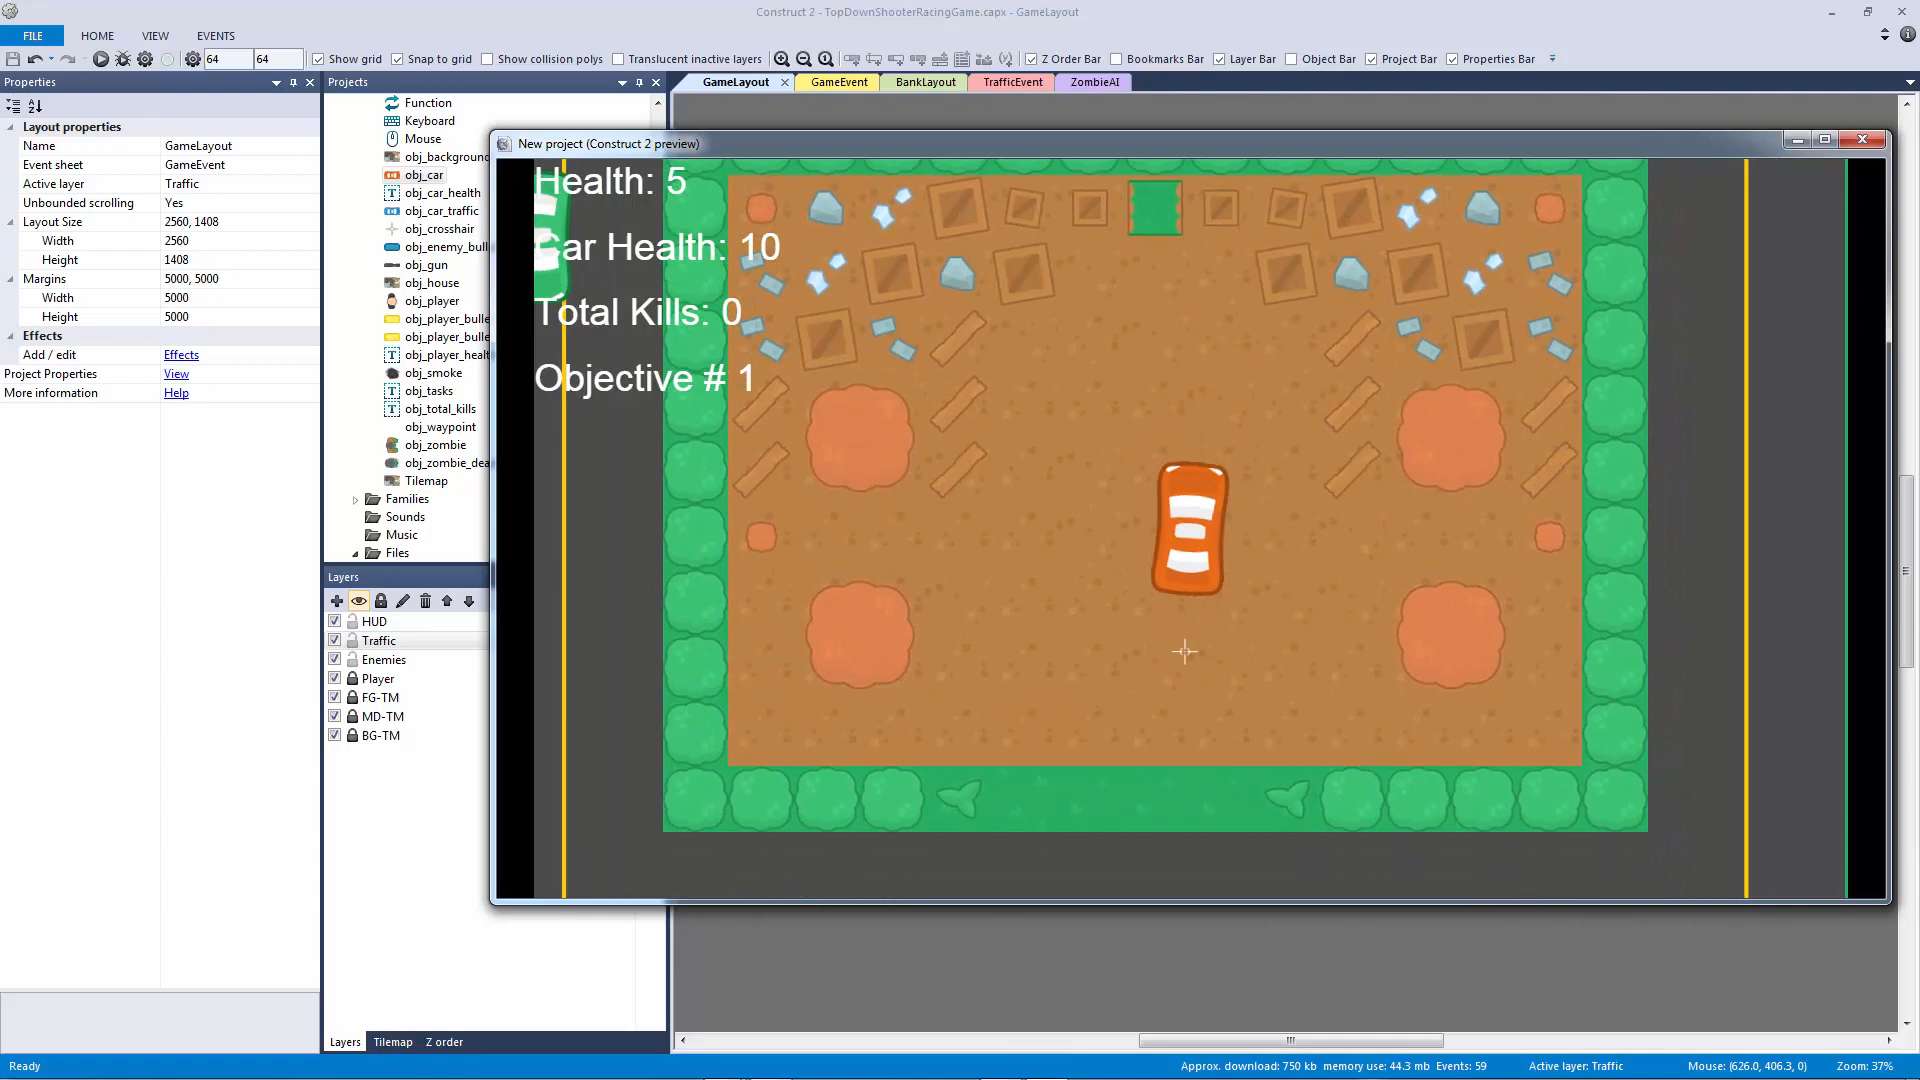 Construct 2 - TopDownShooterRacingGame.capx - GameLayout
FILE HOME VIEW EVENTS
64 64 Show grid Snap to grid Show collision polys Translucent inactive layers Z Order Bar Bookmarks Bar Layer Bar Object Bar Project Bar Properties Bar
Properties
Layout properties
Name GameLayout
Event sheet GameEvent
Active layer Traffic
Unbounded scrolling Yes
Layout Size 2560, 1408
Width 2560
Height 1408
Margins 5000, 5000
Width 5000
Height 5000
Effects
Add / edit Effects
Project Properties View
More information Help
Projects
Function
Keyboard
Mouse
obj_background
obj_car
obj_car_health
obj_car_traffic
obj_crosshair
obj_enemy_bull
obj_gun
obj_house
obj_player
obj_player_bulle
obj_player_bulle
obj_player_healt
obj_smoke
obj_tasks
obj_total_kills
obj_waypoint
obj_zombie
obj_zombie_dea
Tilemap
Families
Sounds
Music
Files
Layers
HUD
Traffic
Enemies
Player
FG-TM
MD-TM
BG-TM
Layers Tilemap Z order
GameLayout GameEvent BankLayout TrafficEvent ZombieAI
New project (Construct 2 preview)
Health: 5
Car Health: 10
Total Kills: 0
Objective # 1
Ready Approx. download: 750 kb memory use: 44.3 mb Events: 59 Active layer: Traffic Mouse: (626.0, 406.3, 0) Zoom: 37%